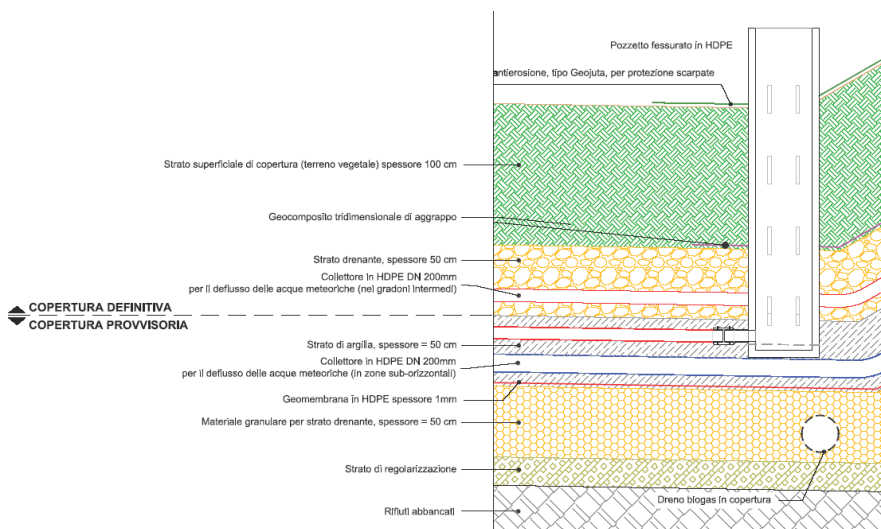 Pozzetto fessurato in HDPE
antierosione, tipo Geojuta, per protezione scarpate
Strato superficiale di copertura (terreno vegetale) spessore 100 cm
Geocomposito tridimensionale di aggrappo
Strato drenante, spessore 50 cm
Collettore in HDPE DN 200mm
per il deflusso delle acque meteoriche (nei gradoni intermedi)
COPERTURA DEFINITIVA
COPERTURA PROVVISORIA
Strato di argilla, spessore = 50 cm
Collettore in HDPE DN 200mm
per il deflusso delle acque meteoriche (in zone sub-orizzontali)
Geomembrana in HDPE spessore 1mm
Materiale granulare per strato drenante, spessore = 50 cm
Strato di regolarizzazione
Dreno biogas in copertura
Rifiuti abbancati